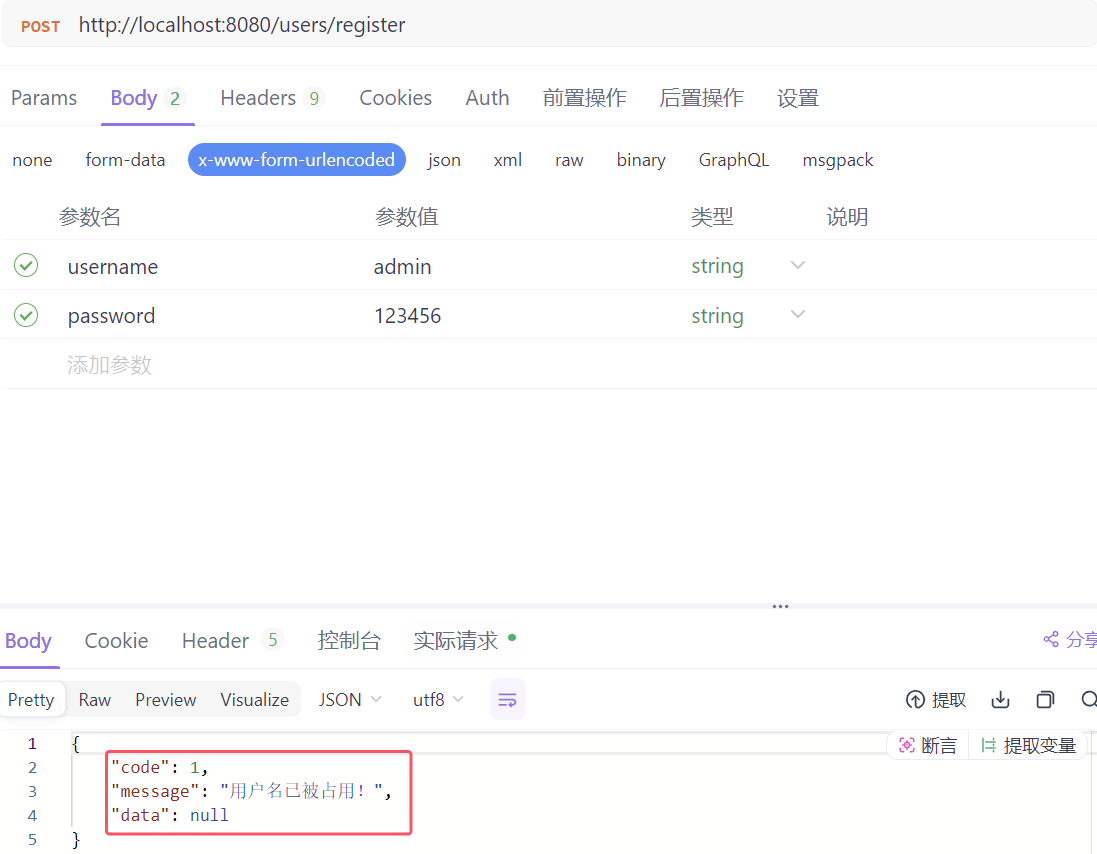 POST http://localhost:8080/users/register
Params Body 2 Headers 9 Cookies Auth 前置操作 后置操作 设置
none form-data x-www-form-urlencoded json xml raw binary GraphQL msgpack
参数名 参数值 类型 说明
username admin string
password 123456 string
添加参数
Body Cookie Header 5 控制台 实际请求 分享
Pretty Raw Preview Visualize JSON utf8 提取
1 { 断言 提取变量
2 "code": 1,
3 "message": "用户名已被占用！",
4 "data": null
5 }